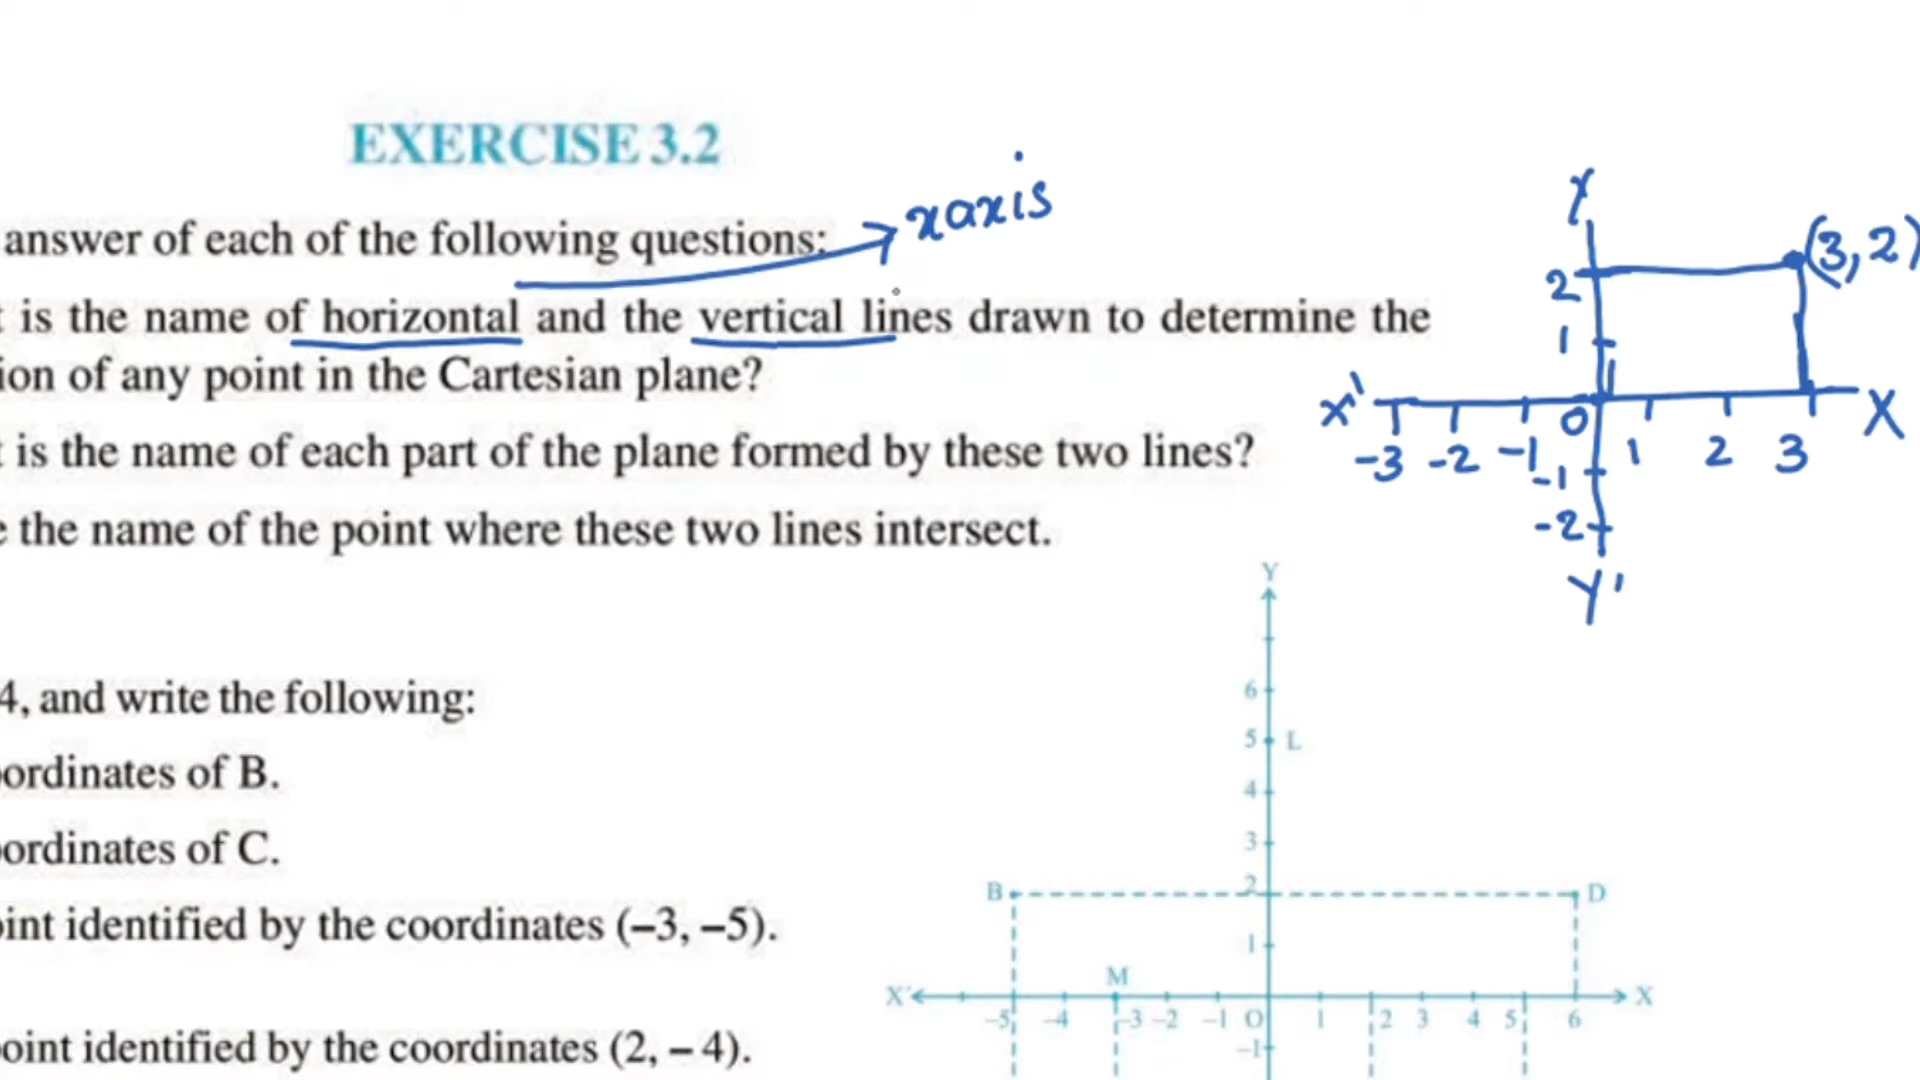 EXERCISE 3.2
x axis
answer of each of the following questions:
is the name of horizontal and the vertical lines drawn to determine the
ion of any point in the Cartesian plane?
is the name of each part of the plane formed by these two lines?
the name of the point where these two lines intersect.
Y
(3,2)
2
1
X'
0
X
-3 -2 -1 1 2 3
-1
-2
Y'
4, and write the following:
ordinates of B.
ordinates of C.
int identified by the coordinates (–3, –5).
oint identified by the coordinates (2, – 4).
Y
6
5 L
4
3
B 2 D
1
M
X' X
–5 –4 –3 –2 –1 O 1 2 3 4 5 6
–1